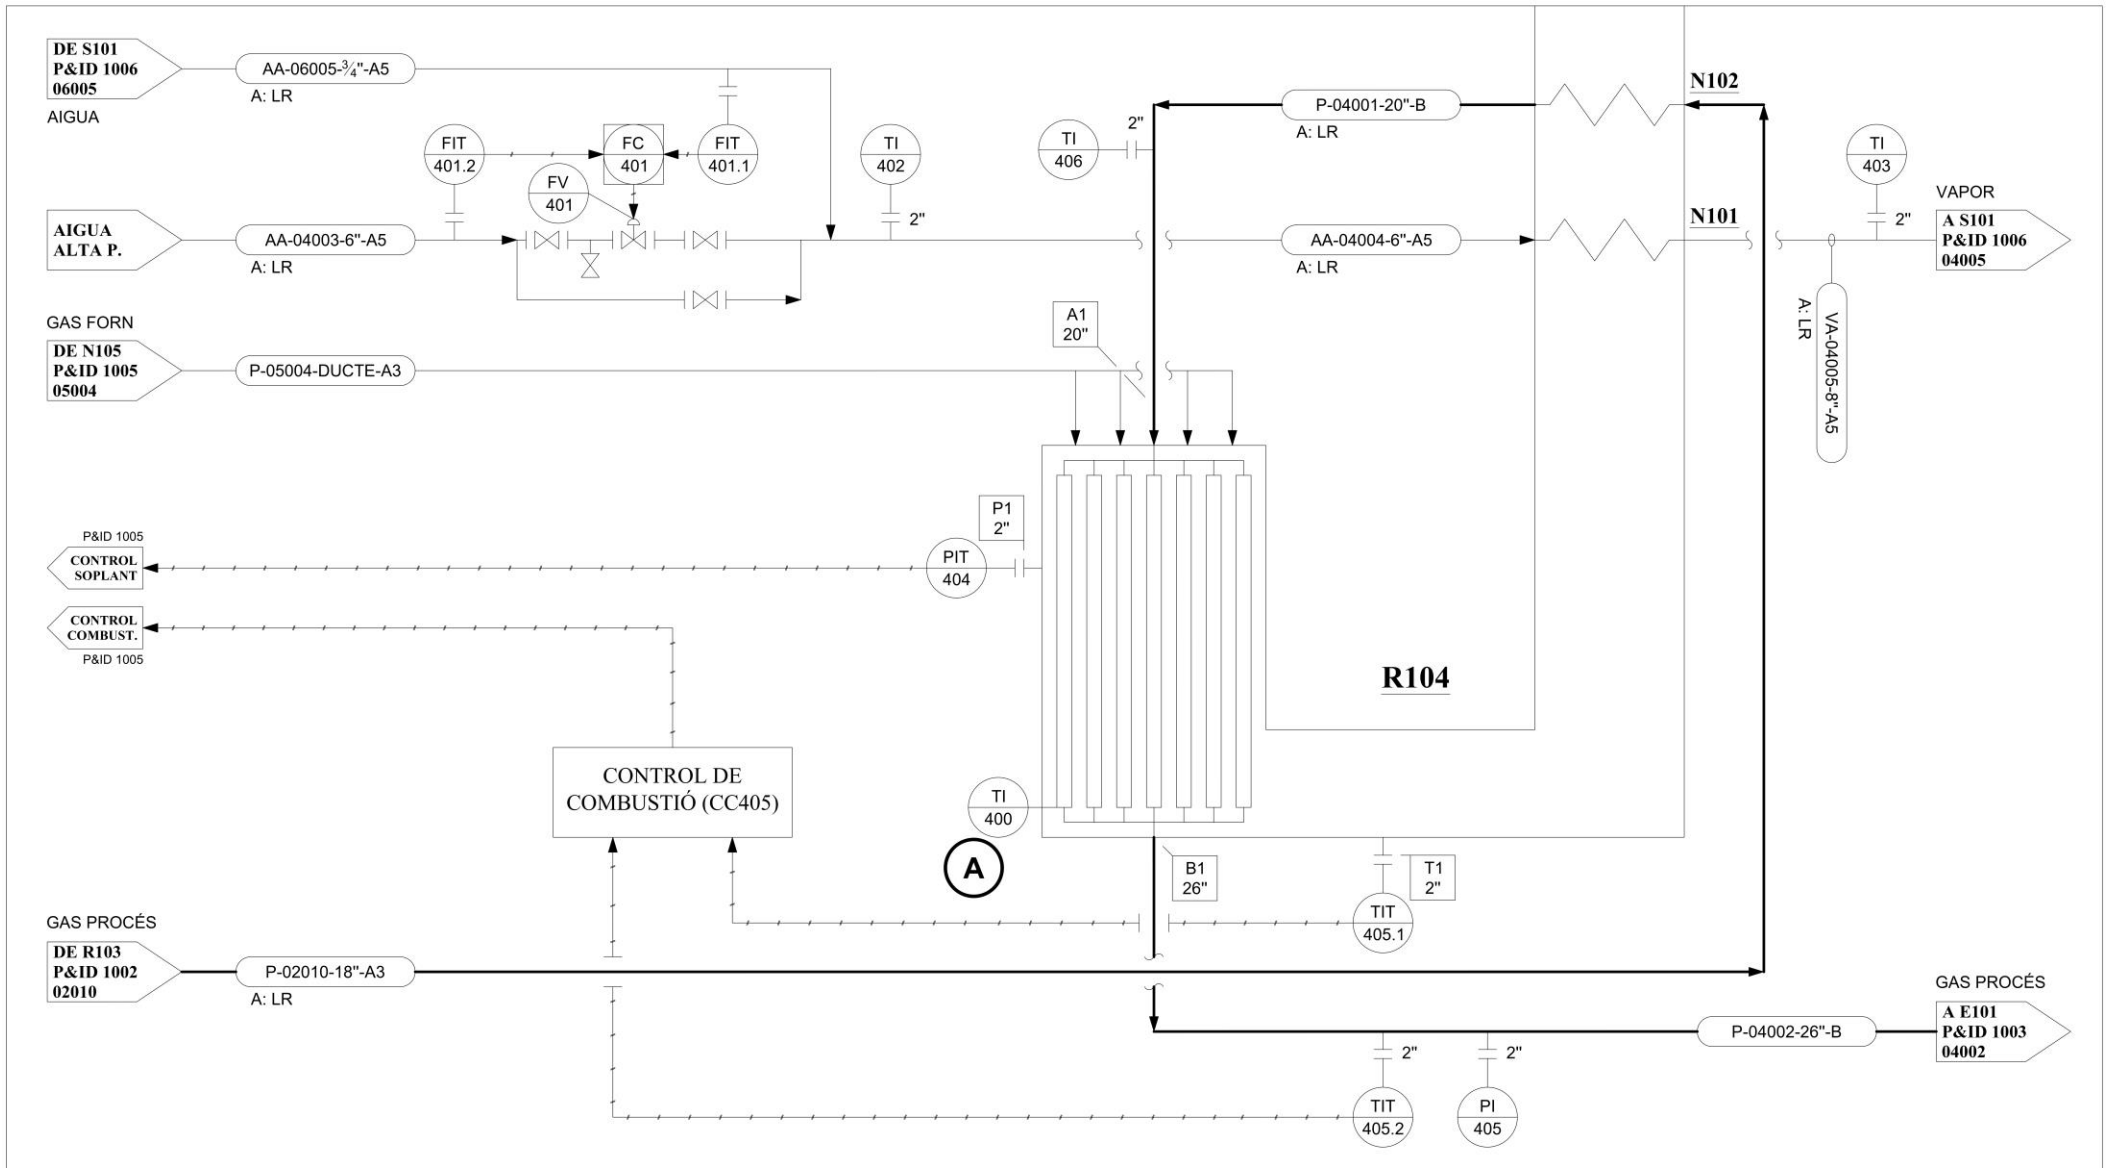 DE S101
P&ID 1006
06005
AIGUA
AA-06005-¾"-A5
A: LR
FIT
401.2
FC
401
FIT
401.1
FV
401
TI
402
2"
AIGUA
ALTA P.
AA-04003-6"-A5
A: LR
TI
406
2"
P-04001-20"-B
A: LR
N102
TI
403
2"
N101
AA-04004-6"-A5
A: LR
VAPOR
A S101
P&ID 1006
04005
VA-04005-8"-A5
A: LR
GAS FORN
DE N105
P&ID 1005
05004
P-05004-DUCTE-A3
A1
20"
P1
2"
PIT
404
P&ID 1005
CONTROL
SOPLANT
CONTROL
COMBUST.
P&ID 1005
R104
CONTROL DE
COMBUSTIÓ (CC405)
TI
400
A
B1
26"
T1
2"
TIT
405.1
GAS PROCÉS
DE R103
P&ID 1002
02010
P-02010-18"-A3
A: LR
GAS PROCÉS
A E101
P&ID 1003
04002
P-04002-26"-B
2"
2"
TIT
405.2
PI
405